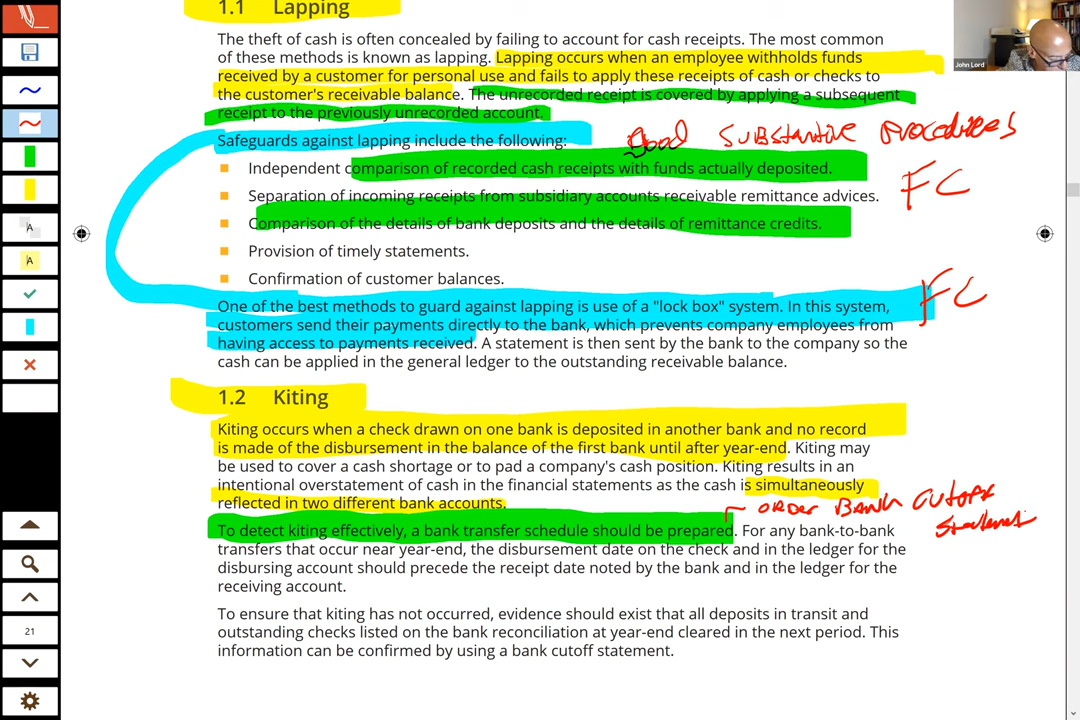 1.1 Lapping
John Lord
The theft of cash is often concealed by failing to account for cash receipts. The most common
of these methods is known as lapping. Lapping occurs when an employee withholds funds
received by a customer for personal use and fails to apply these receipts of cash or checks to
the customer's receivable balance. The unrecorded receipt is covered by applying a subsequent
receipt to the previously unrecorded account.
Good SUBSTANTIVE PROCEDURES
Safeguards against lapping include the following:
■ Independent comparison of recorded cash receipts with funds actually deposited.
FC
■ Separation of incoming receipts from subsidiary accounts receivable remittance advices.
■ Comparison of the details of bank deposits and the details of remittance credits.
■ Provision of timely statements.
■ Confirmation of customer balances.
FC
One of the best methods to guard against lapping is use of a "lock box" system. In this system,
customers send their payments directly to the bank, which prevents company employees from
having access to payments received. A statement is then sent by the bank to the company so the
cash can be applied in the general ledger to the outstanding receivable balance.
1.2 Kiting
Kiting occurs when a check drawn on one bank is deposited in another bank and no record
is made of the disbursement in the balance of the first bank until after year-end. Kiting may
be used to cover a cash shortage or to pad a company's cash position. Kiting results in an
intentional overstatement of cash in the financial statements as the cash is simultaneously
reflected in two different bank accounts.
ORDER BANK CUTOFF
Statement
To detect kiting effectively, a bank transfer schedule should be prepared. For any bank-to-bank
transfers that occur near year-end, the disbursement date on the check and in the ledger for the
disbursing account should precede the receipt date noted by the bank and in the ledger for the
receiving account.
To ensure that kiting has not occurred, evidence should exist that all deposits in transit and
outstanding checks listed on the bank reconciliation at year-end cleared in the next period. This
information can be confirmed by using a bank cutoff statement.
A
A
21